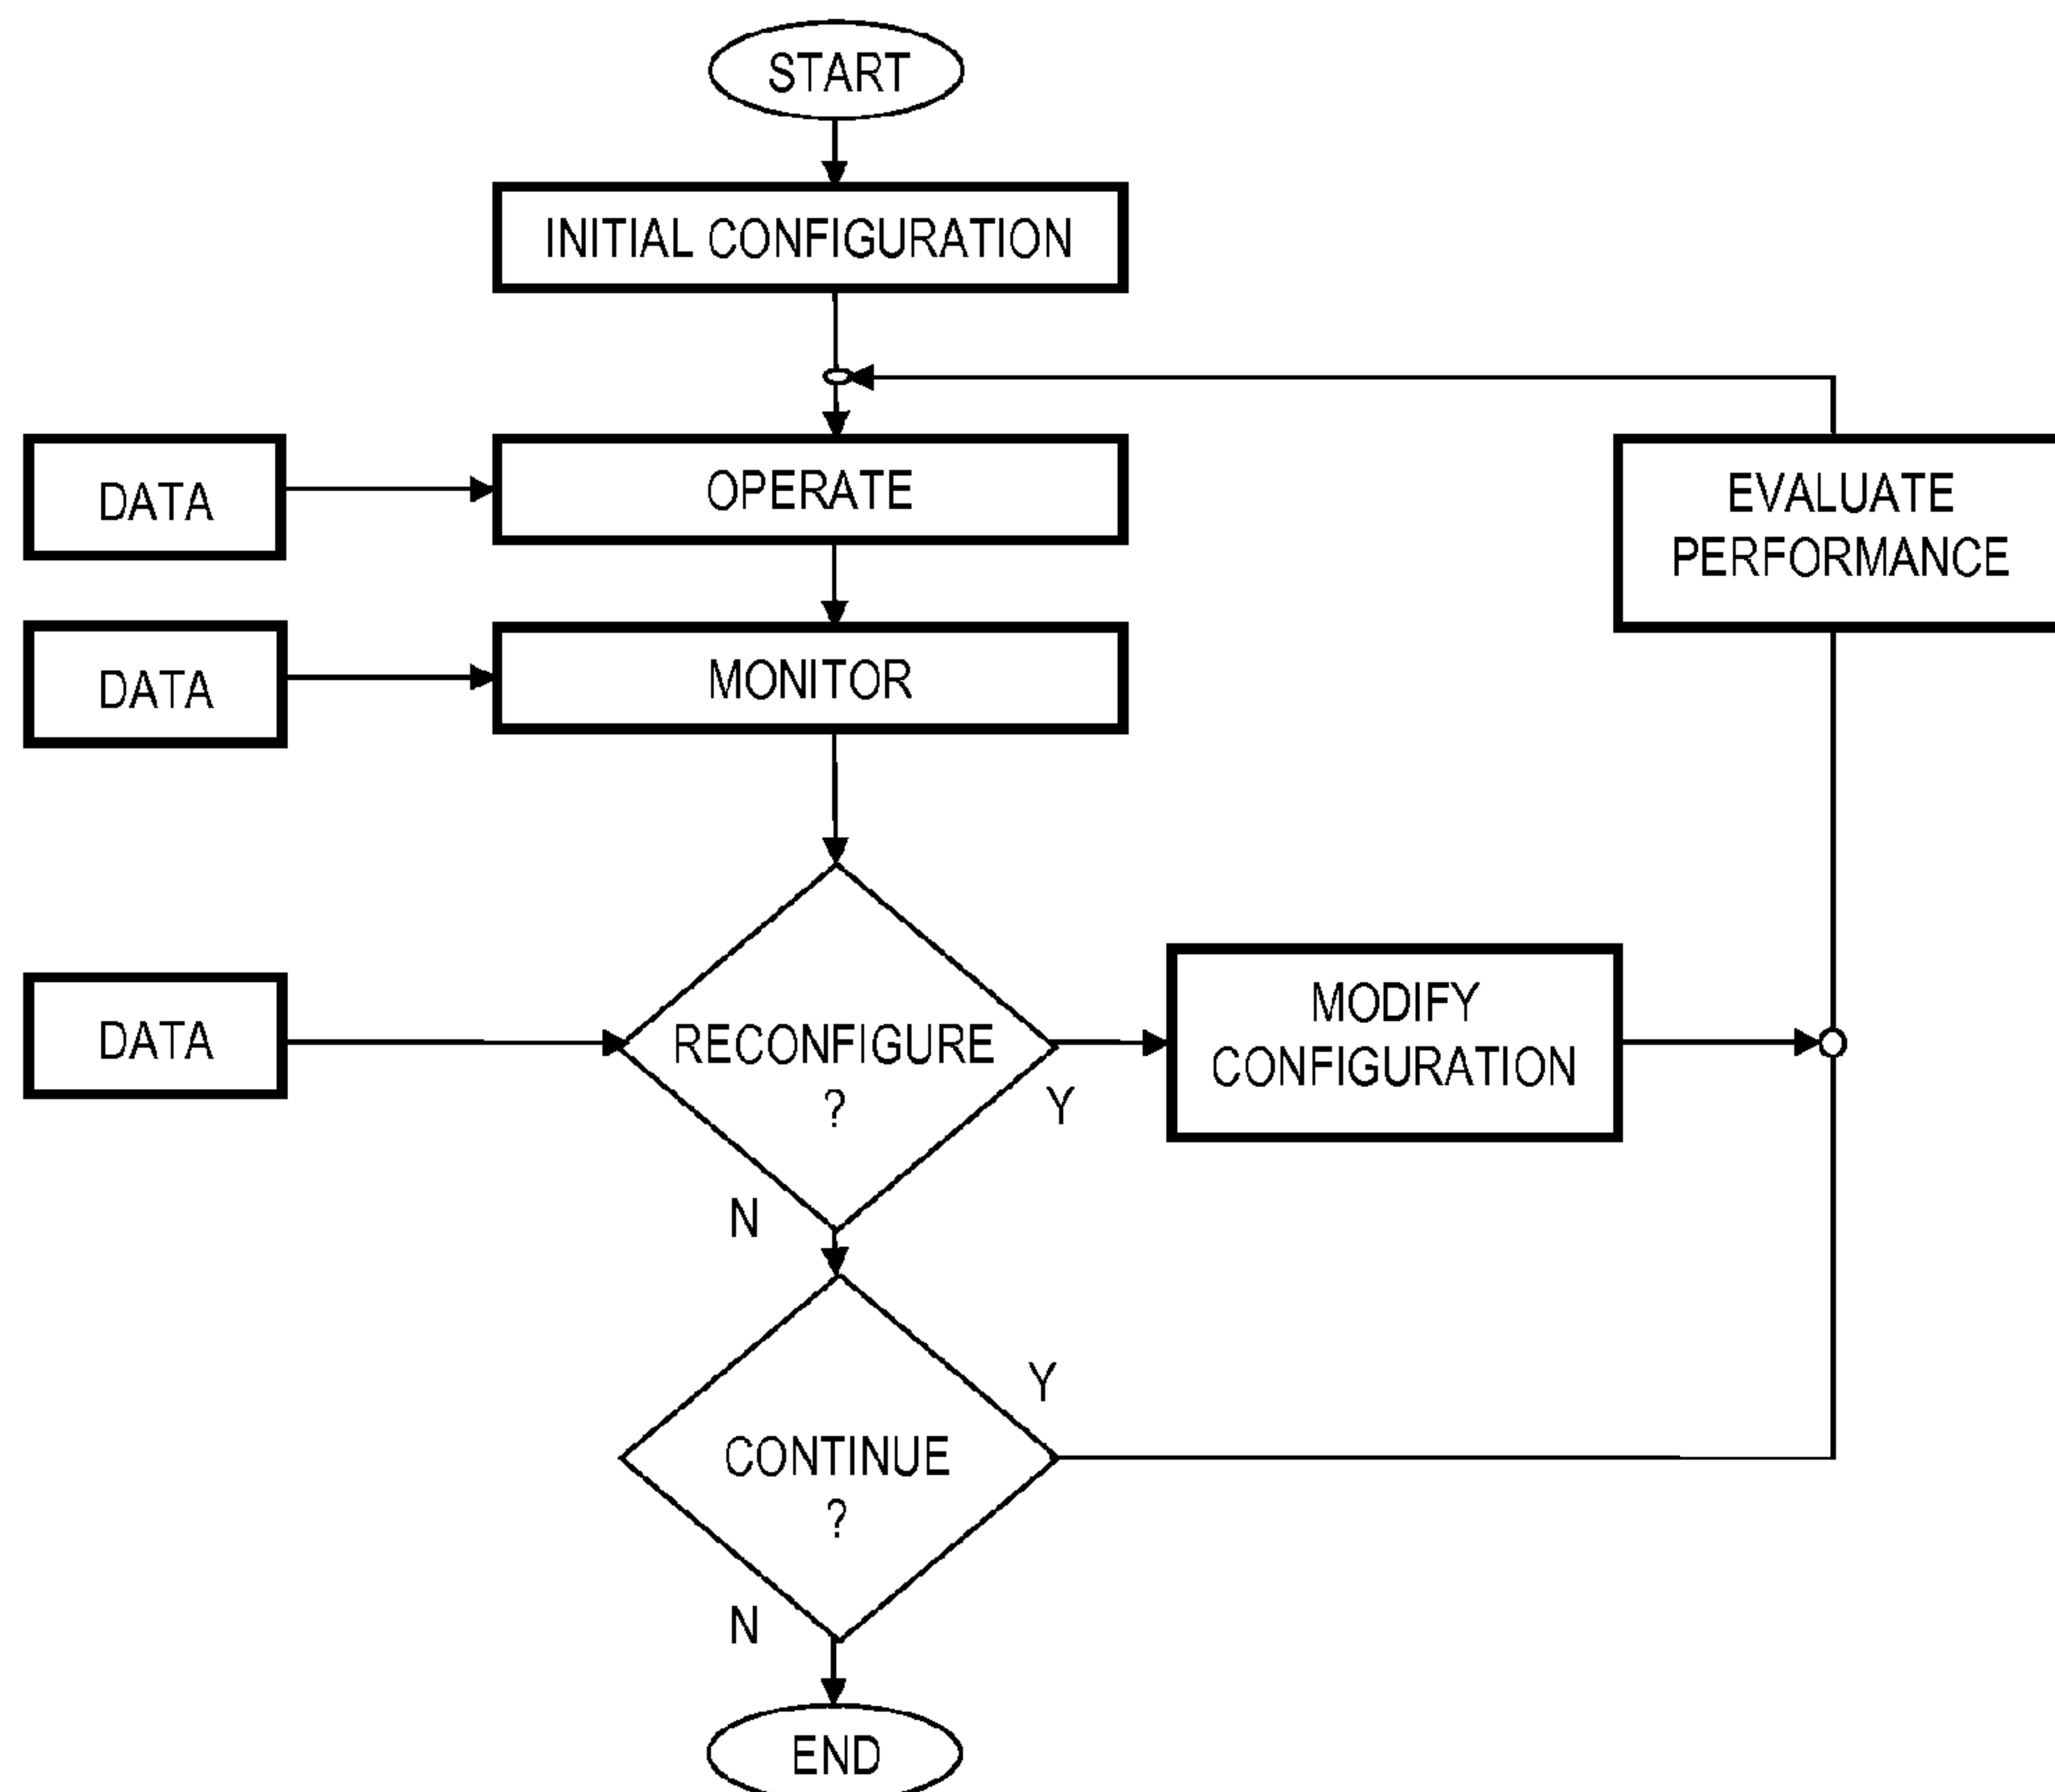 START
INITIAL CONFIGURATION
DATA
OPERATE
EVALUATE
PERFORMANCE
DATA
MONITOR
DATA
RECONFIGURE
?
Y
N
MODIFY
CONFIGURATION
CONTINUE
?
Y
N
END